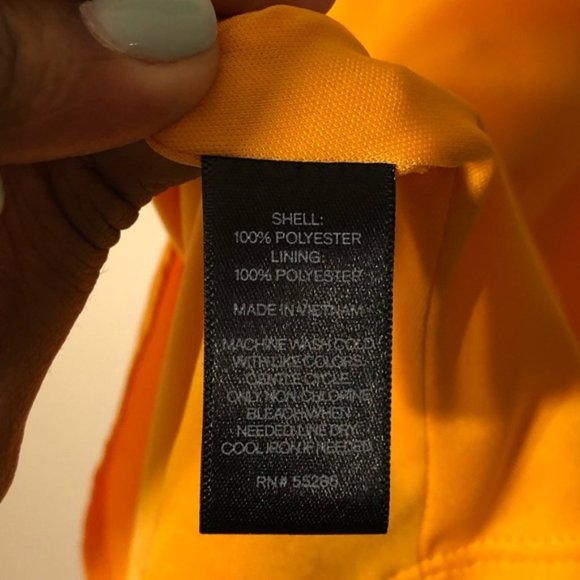 SHELL:
100% POLYESTER
LINING:
100% POLYESTER
MADE IN VIETNAM
MACHINE WASH COLD
WITH LIKE COLORS
GENTLE CYCLE
ONLY NON-CHLORINE
BLEACH WHEN
NEEDED LINE DRY
COOL IRON IF NEEDED
RN# 55285